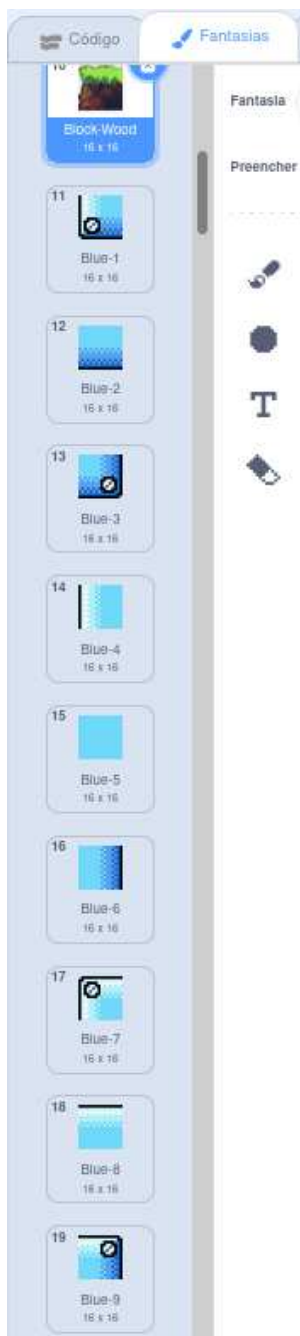 Código
Fantasias
10
Block-Wood
16 x 16
Fantasia
Preencher
11
Blue-1
16 x 16
12
Blue-2
16 x 16
13
Blue-3
16 x 16
14
Blue-4
16 x 16
15
Blue-5
16 x 16
16
Blue-6
16 x 16
17
Blue-7
16 x 16
18
Blue-8
16 x 16
19
Blue-9
16 x 16
T